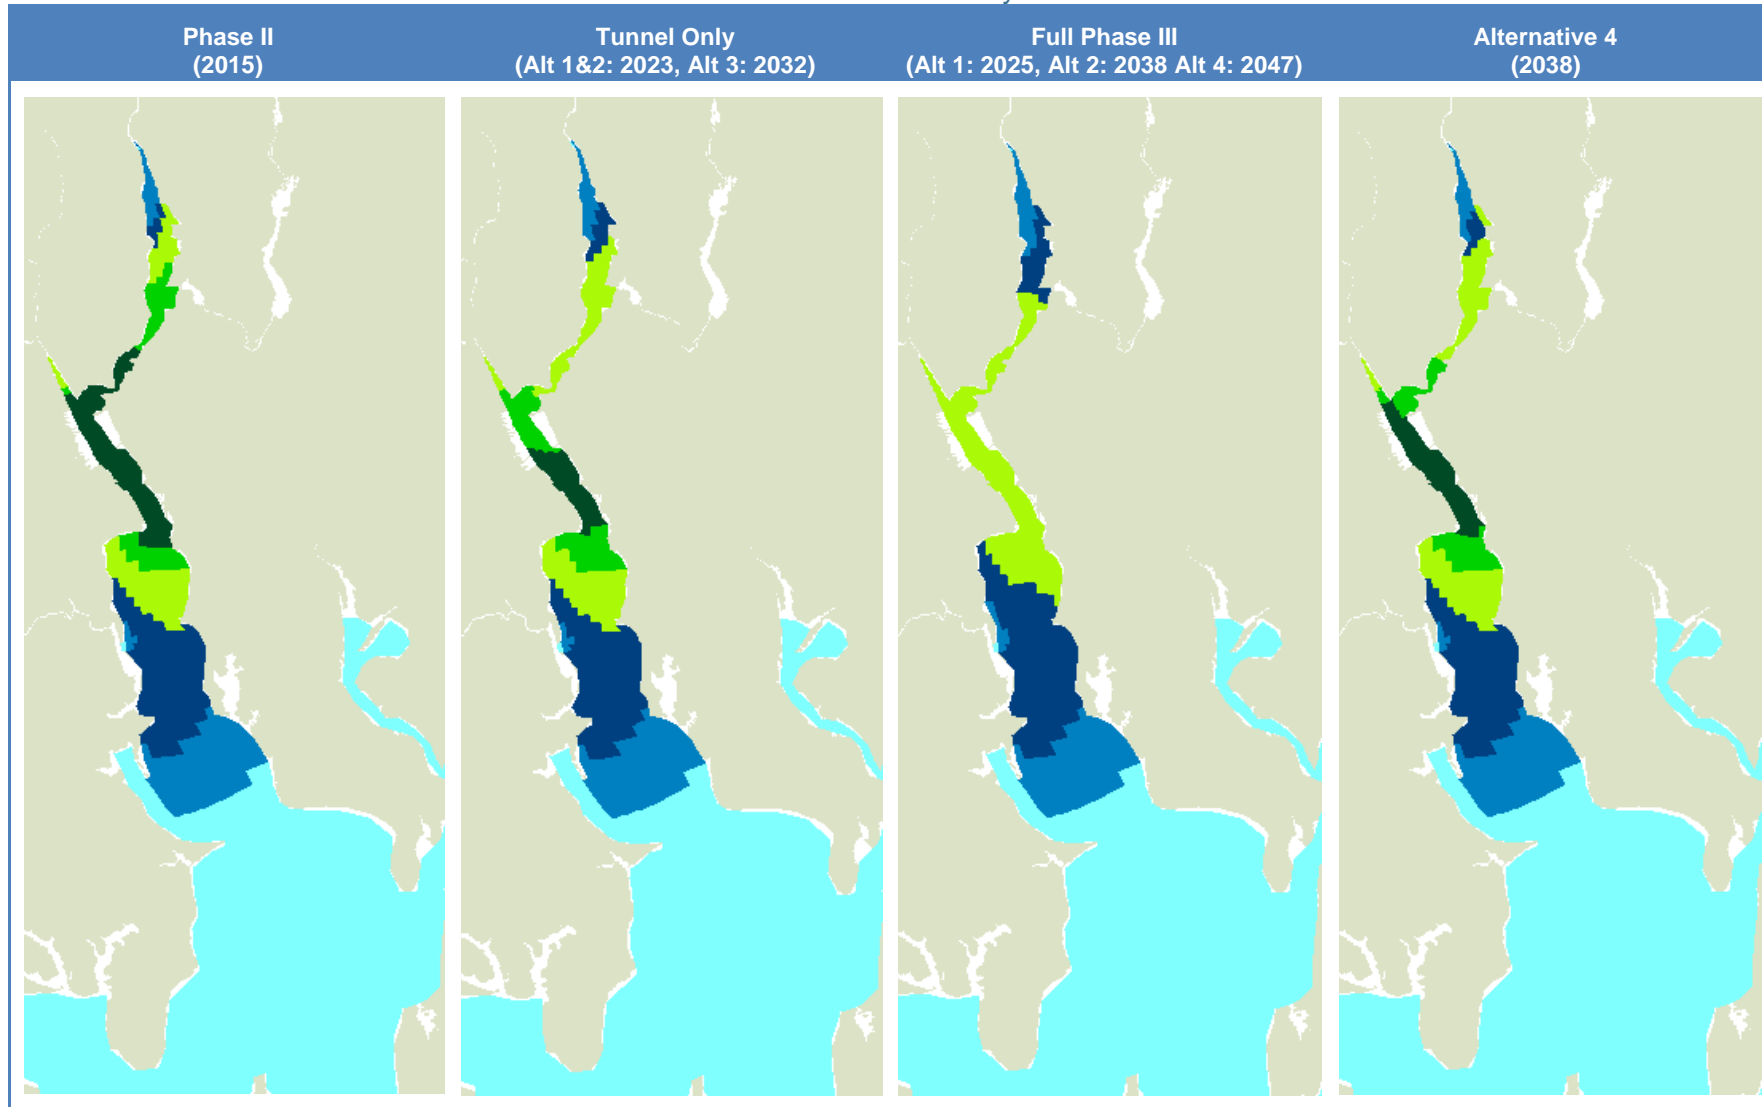 Phase II
(2015)
Tunnel Only
(Alt 1&2: 2023, Alt 3: 2032)
Full Phase III
(Alt 1: 2025, Alt 2: 2038 Alt 4: 2047)
Alternative 4
(2038)